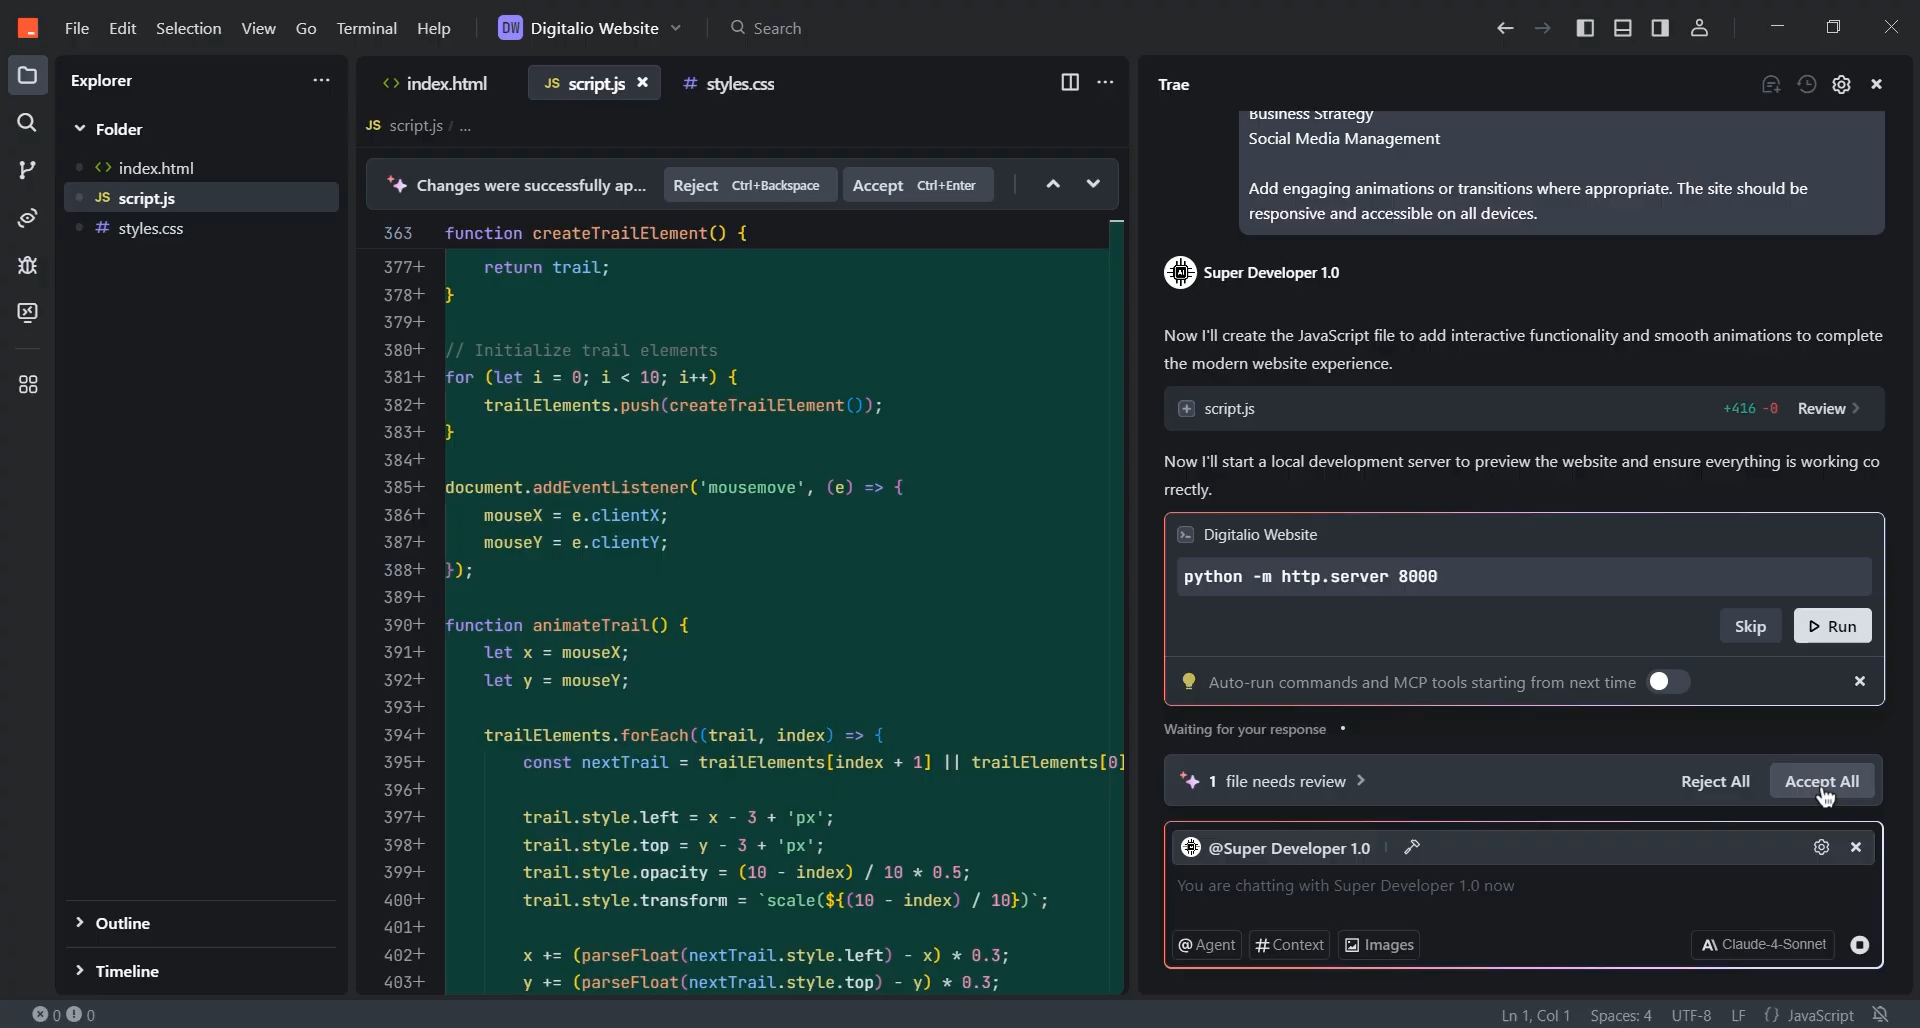 File Edit Selection View Go Terminal Help DW Digitalio Website Search
Explorer
Folder
index.html
JS script.js
# styles.css
Outline
Timeline
<> index.html JS script.js # styles.css
JS script.js / ...
Changes were successfully ap... Reject Ctrl+Backspace Accept Ctrl+Enter
363 function createTrailElement() {
377+ return trail;
378+ }
379+
380+ // Initialize trail elements
381+ for (let i = 0; i < 10; i++) {
382+ trailElements.push(createTrailElement());
383+ }
384+
385+ document.addEventListener('mousemove', (e) => {
386+ mouseX = e.clientX;
387+ mouseY = e.clientY;
388+ });
389+
390+ function animateTrail() {
391+ let x = mouseX;
392+ let y = mouseY;
393+
394+ trailElements.forEach((trail, index) => {
395+ const nextTrail = trailElements[index + 1] || trailElements[0]
396+
397+ trail.style.left = x - 3 + 'px';
398+ trail.style.top = y - 3 + 'px';
399+ trail.style.opacity = (10 - index) / 10 * 0.5;
400+ trail.style.transform = `scale(${(10 - index) / 10})`;
401+
402+ x += (parseFloat(nextTrail.style.left) - x) * 0.3;
403+ y += (parseFloat(nextTrail.style.top) - y) * 0.3;
Trae
Business Strategy
Social Media Management
Add engaging animations or transitions where appropriate. The site should be
responsive and accessible on all devices.
AI Super Developer 1.0
Now I'll create the JavaScript file to add interactive functionality and smooth animations to complete
the modern website experience.
script.js +416 -0 Review
Now I'll start a local development server to preview the website and ensure everything is working co
rrectly.
Digitalio Website
python -m http.server 8000
Skip Run
Auto-run commands and MCP tools starting from next time
Waiting for your response
1 file needs review Reject All Accept All
@Super Developer 1.0
You are chatting with Super Developer 1.0 now
@ Agent # Context Images A\ Claude-4-Sonnet
0 0 Ln 1, Col 1 Spaces: 4 UTF-8 LF {} JavaScript